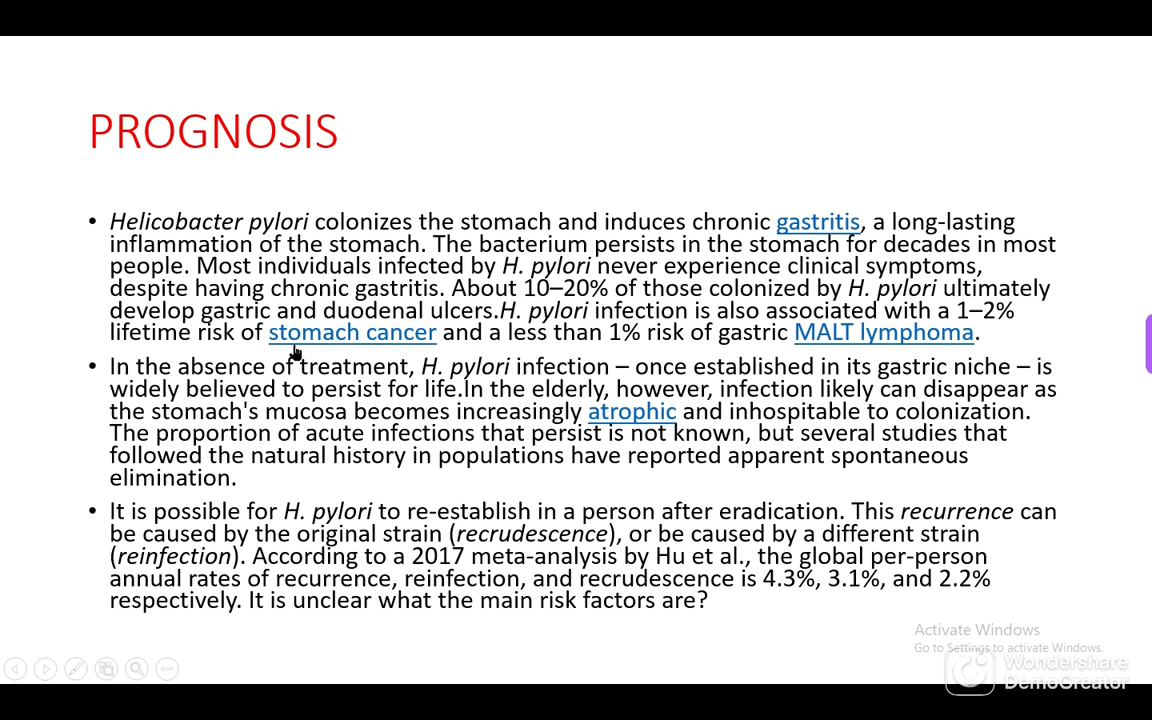 PROGNOSIS
• Helicobacter pylori colonizes the stomach and induces chronic gastritis, a long-lasting
inflammation of the stomach. The bacterium persists in the stomach for decades in most
people. Most individuals infected by H. pylori never experience clinical symptoms,
despite having chronic gastritis. About 10–20% of those colonized by H. pylori ultimately
develop gastric and duodenal ulcers.H. pylori infection is also associated with a 1–2%
lifetime risk of stomach cancer and a less than 1% risk of gastric MALT lymphoma.
• In the absence of treatment, H. pylori infection – once established in its gastric niche – is
widely believed to persist for life.In the elderly, however, infection likely can disappear as
the stomach's mucosa becomes increasingly atrophic and inhospitable to colonization.
The proportion of acute infections that persist is not known, but several studies that
followed the natural history in populations have reported apparent spontaneous
elimination.
• It is possible for H. pylori to re-establish in a person after eradication. This recurrence can
be caused by the original strain (recrudescence), or be caused by a different strain
(reinfection). According to a 2017 meta-analysis by Hu et al., the global per-person
annual rates of recurrence, reinfection, and recrudescence is 4.3%, 3.1%, and 2.2%
respectively. It is unclear what the main risk factors are?
Activate Windows
Go to Settings to activate Windows.
Wondershare
DemoCreator